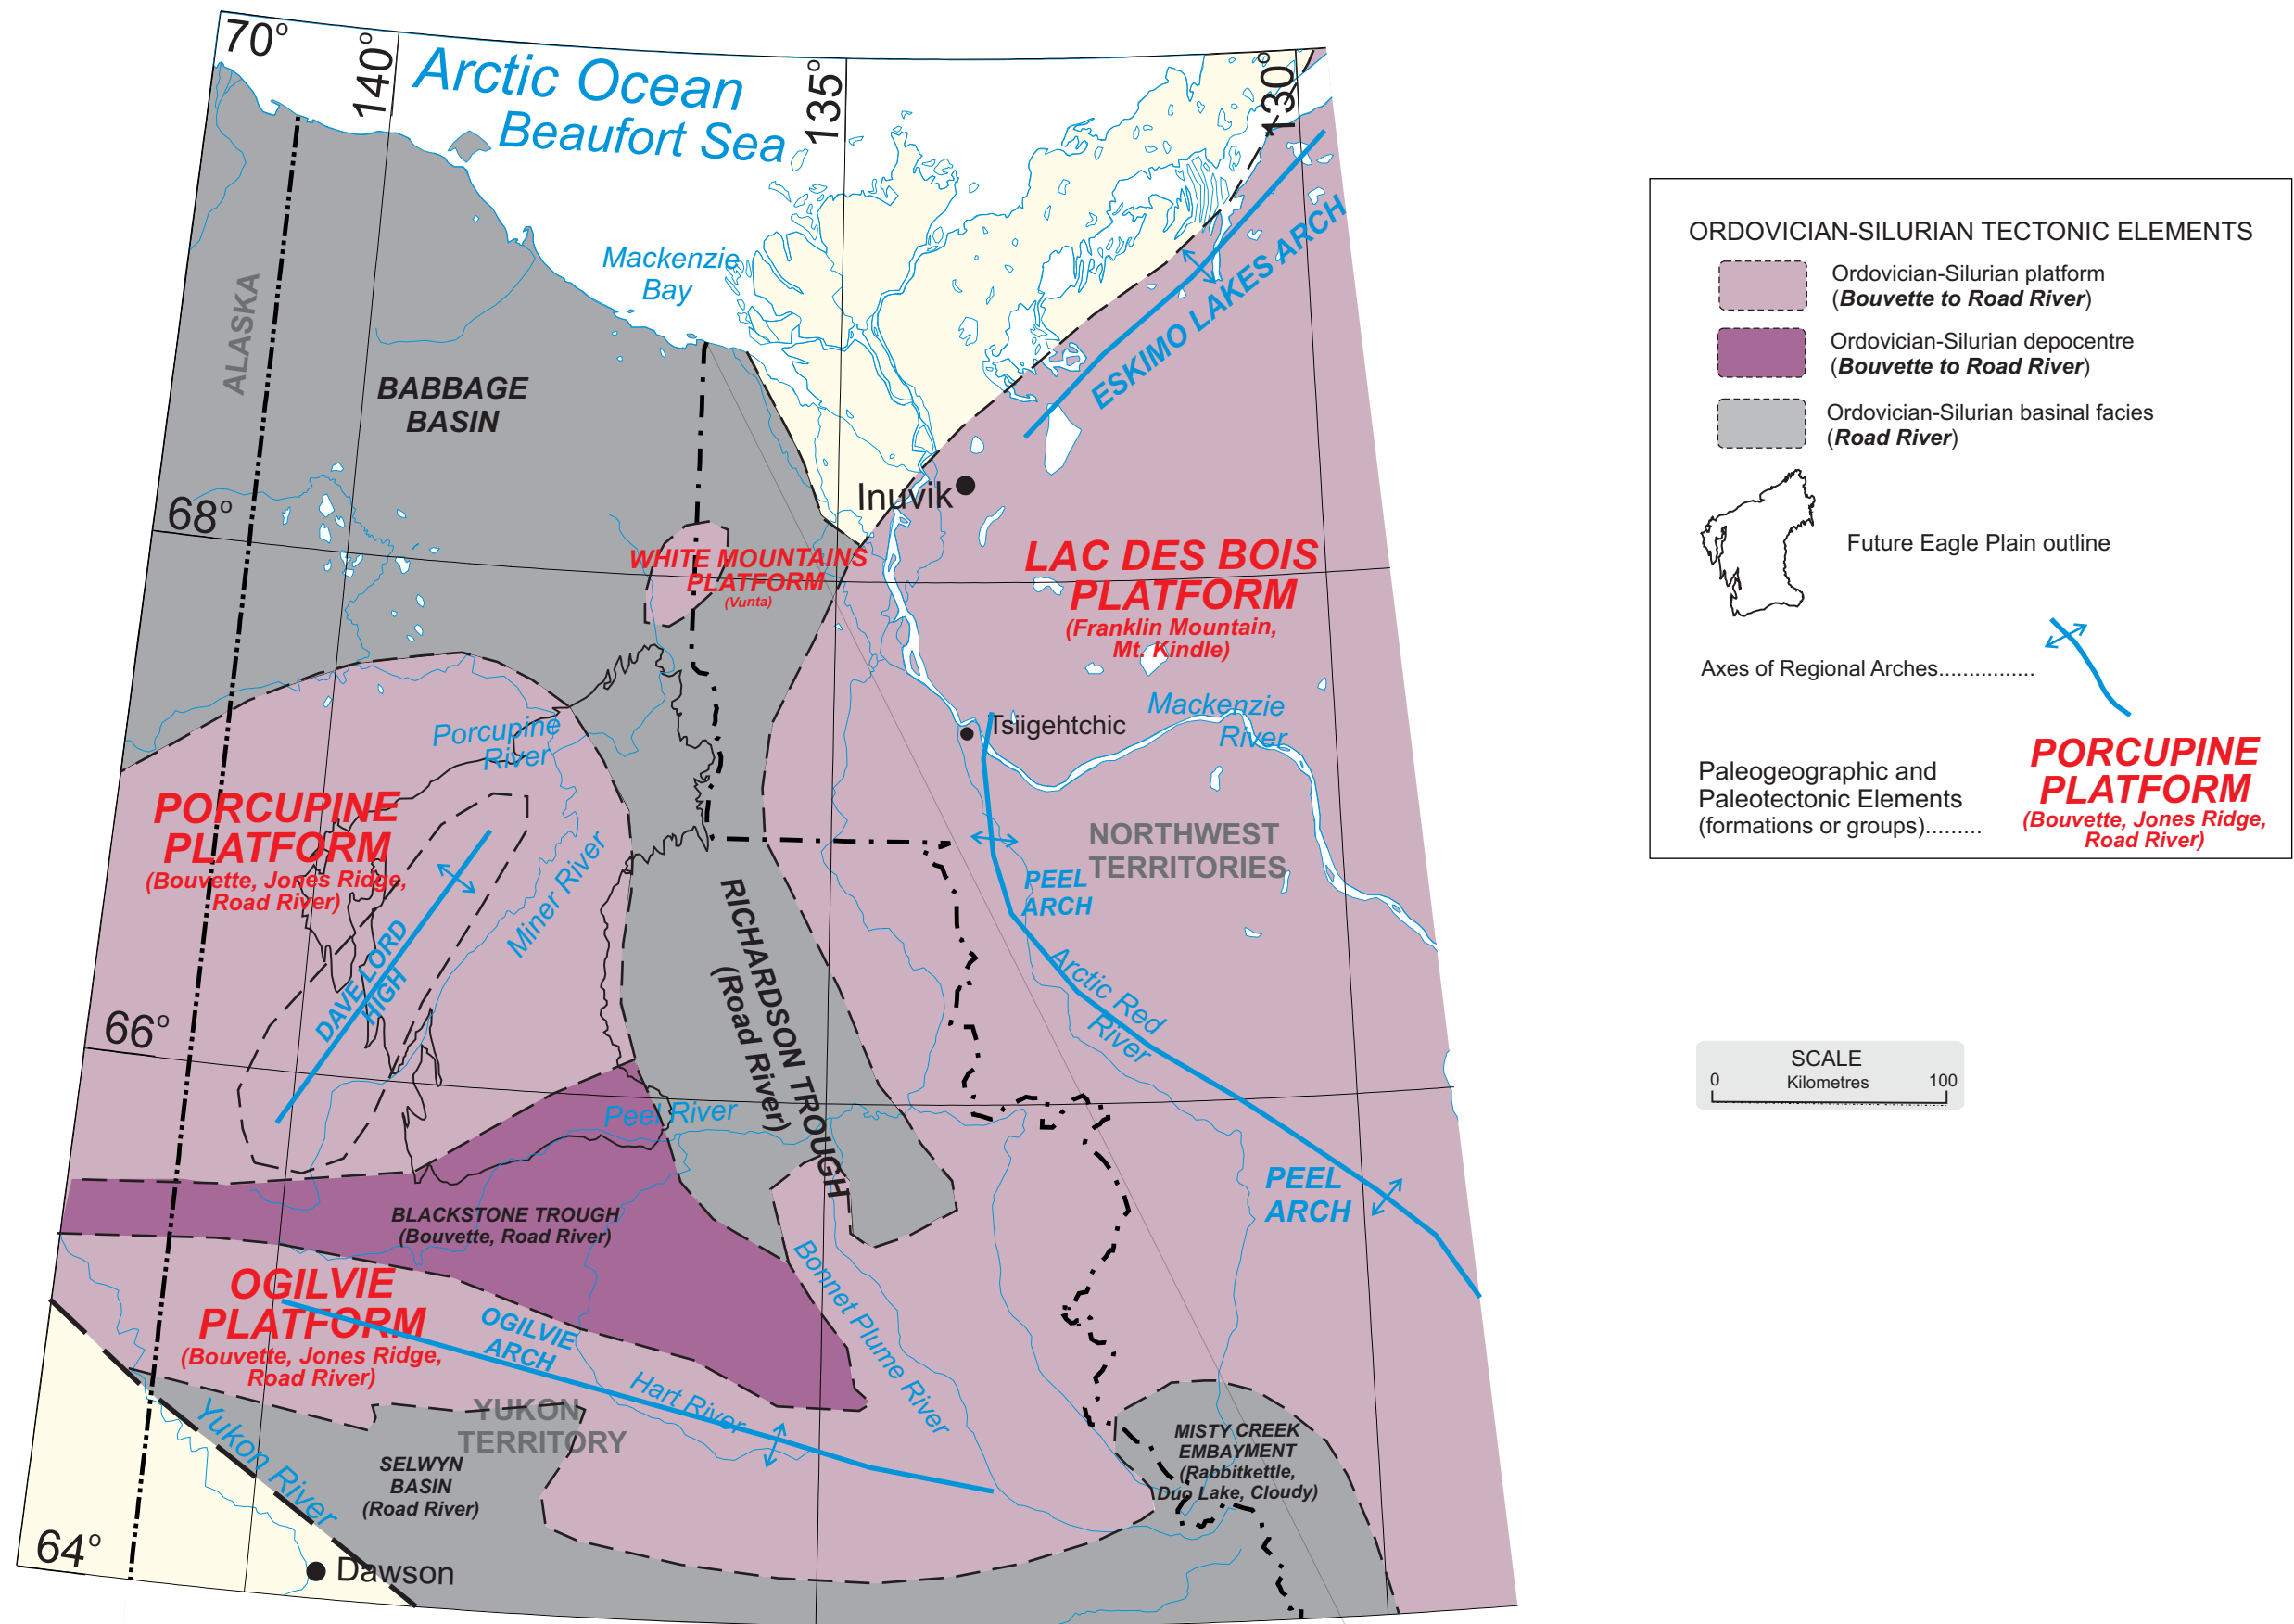 70°
140°
135°
130°
Arctic Ocean
Beaufort Sea
Mackenzie
Bay
ALASKA
BABBAGE
BASIN
ESKIMO LAKES ARCH
68°
Inuvik
WHITE MOUNTAINS
PLATFORM
(Vunta)
LAC DES BOIS
PLATFORM
(Franklin Mountain,
Mt. Kindle)
Porcupine
River
Tsiigehtchic
Mackenzie
River
PORCUPINE
PLATFORM
(Bouvette, Jones Ridge,
Road River)
Miner River
DAVE LORD
HIGH
NORTHWEST
TERRITORIES
PEEL
ARCH
RICHARDSON TROUGH
(Road River)
Arctic Red
River
66°
Peel River
PEEL
ARCH
BLACKSTONE TROUGH
(Bouvette, Road River)
OGILVIE
PLATFORM
(Bouvette, Jones Ridge,
Road River)
OGILVIE
ARCH
Bonnet Plume River
Hart River
YUKON
TERRITORY
Yukon River
SELWYN
BASIN
(Road River)
MISTY CREEK
EMBAYMENT
(Rabbitkettle,
Duo Lake, Cloudy)
64°
Dawson
ORDOVICIAN-SILURIAN TECTONIC ELEMENTS
Ordovician-Silurian platform
(Bouvette to Road River)
Ordovician-Silurian depocentre
(Bouvette to Road River)
Ordovician-Silurian basinal facies
(Road River)
Future Eagle Plain outline
Axes of Regional Arches................
Paleogeographic and
Paleotectonic Elements
(formations or groups).........
PORCUPINE
PLATFORM
(Bouvette, Jones Ridge,
Road River)
SCALE
0 Kilometres 100